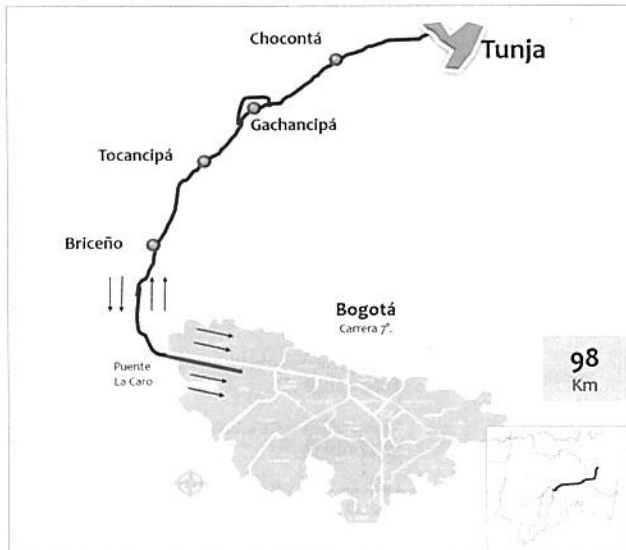 Chocontá
Tunja
Gachancipá
Tocancipá
Briceño
Bogotá
Carrera 7ª.
Puente
La Caro
98
Km